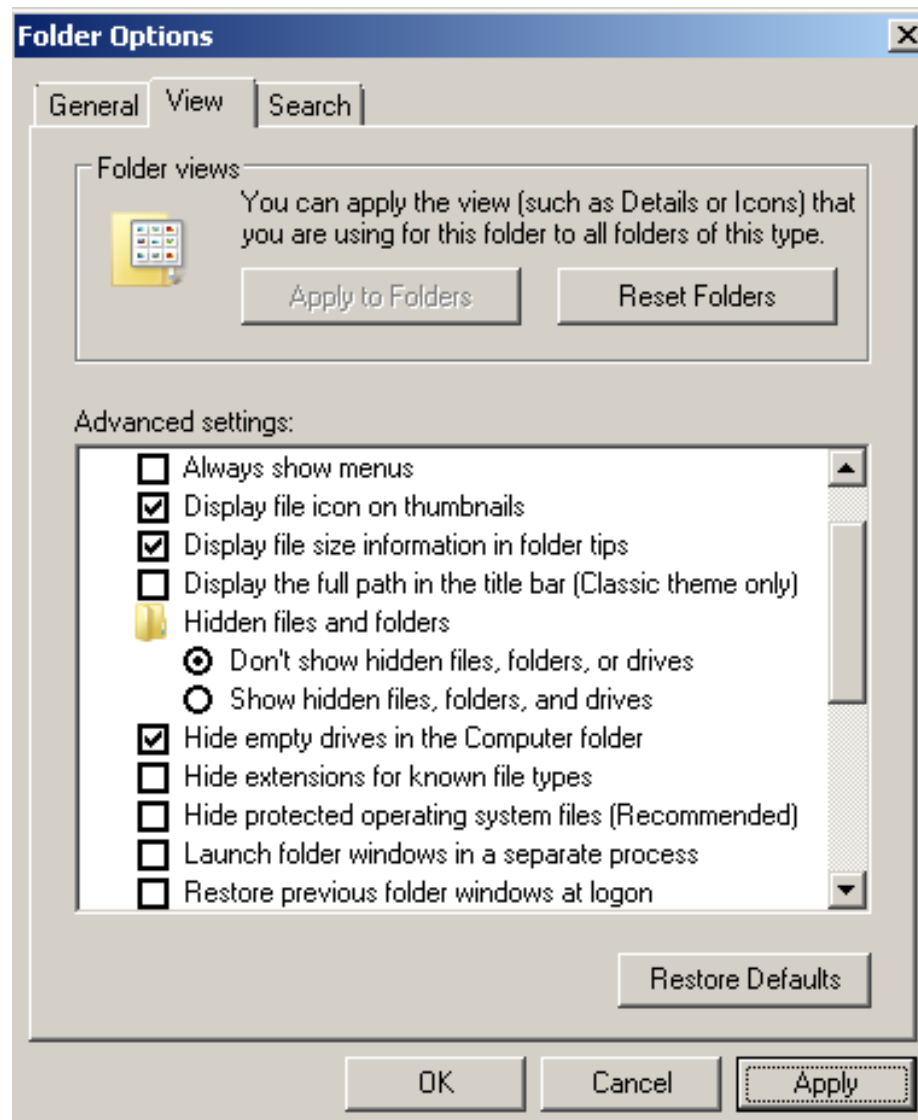 Folder Options
General View Search
Folder views
You can apply the view (such as Details or Icons) that
you are using for this folder to all folders of this type.
Apply to Folders Reset Folders
Advanced settings:
Always show menus
Display file icon on thumbnails
Display file size information in folder tips
Display the full path in the title bar (Classic theme only)
Hidden files and folders
Don't show hidden files, folders, or drives
Show hidden files, folders, and drives
Hide empty drives in the Computer folder
Hide extensions for known file types
Hide protected operating system files (Recommended)
Launch folder windows in a separate process
Restore previous folder windows at logon
Restore Defaults
OK Cancel Apply